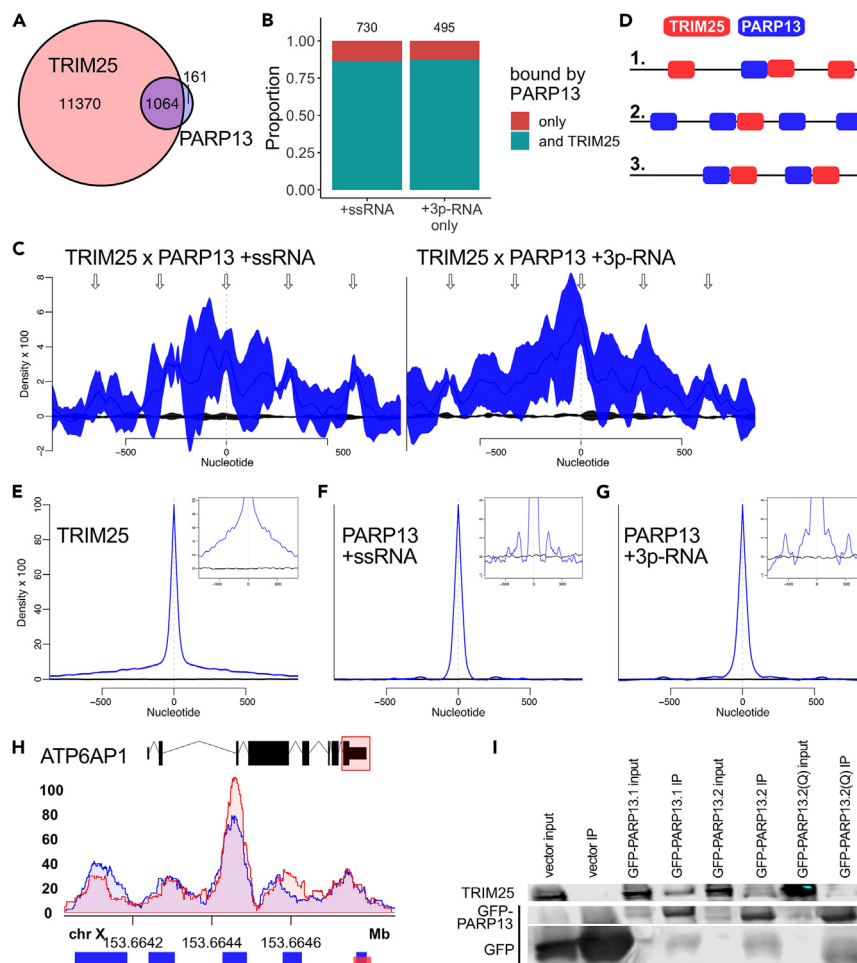 A
TRIM25
11370
1064
161
PARP13
B
730
495
Proportion
1.00
0.75
0.50
0.25
0.00
+ssRNA
+3p-RNA
only
bound by
PARP13
only
and TRIM25
D
TRIM25
PARP13
1.
2.
3.
C
TRIM25 x PARP13 +ssRNA
TRIM25 x PARP13 +3p-RNA
Density x 100
8
6
4
2
0
−2
−500
0
500
Nucleotide
−500
0
500
Nucleotide
E
TRIM25
Density x 100
100
80
60
40
20
0
−500
0
500
Nucleotide
F
PARP13
+ssRNA
−500
0
500
Nucleotide
G
PARP13
+3p-RNA
−500
0
500
Nucleotide
H
ATP6AP1
100
80
60
40
20
0
chr X
153.6642
153.6644
153.6646
Mb
I
vector input
vector IP
GFP-PARP13.1 input
GFP-PARP13.1 IP
GFP-PARP13.2 input
GFP-PARP13.2 IP
GFP-PARP13.2(Q) input
GFP-PARP13.2(Q) IP
TRIM25
GFP-
PARP13
GFP